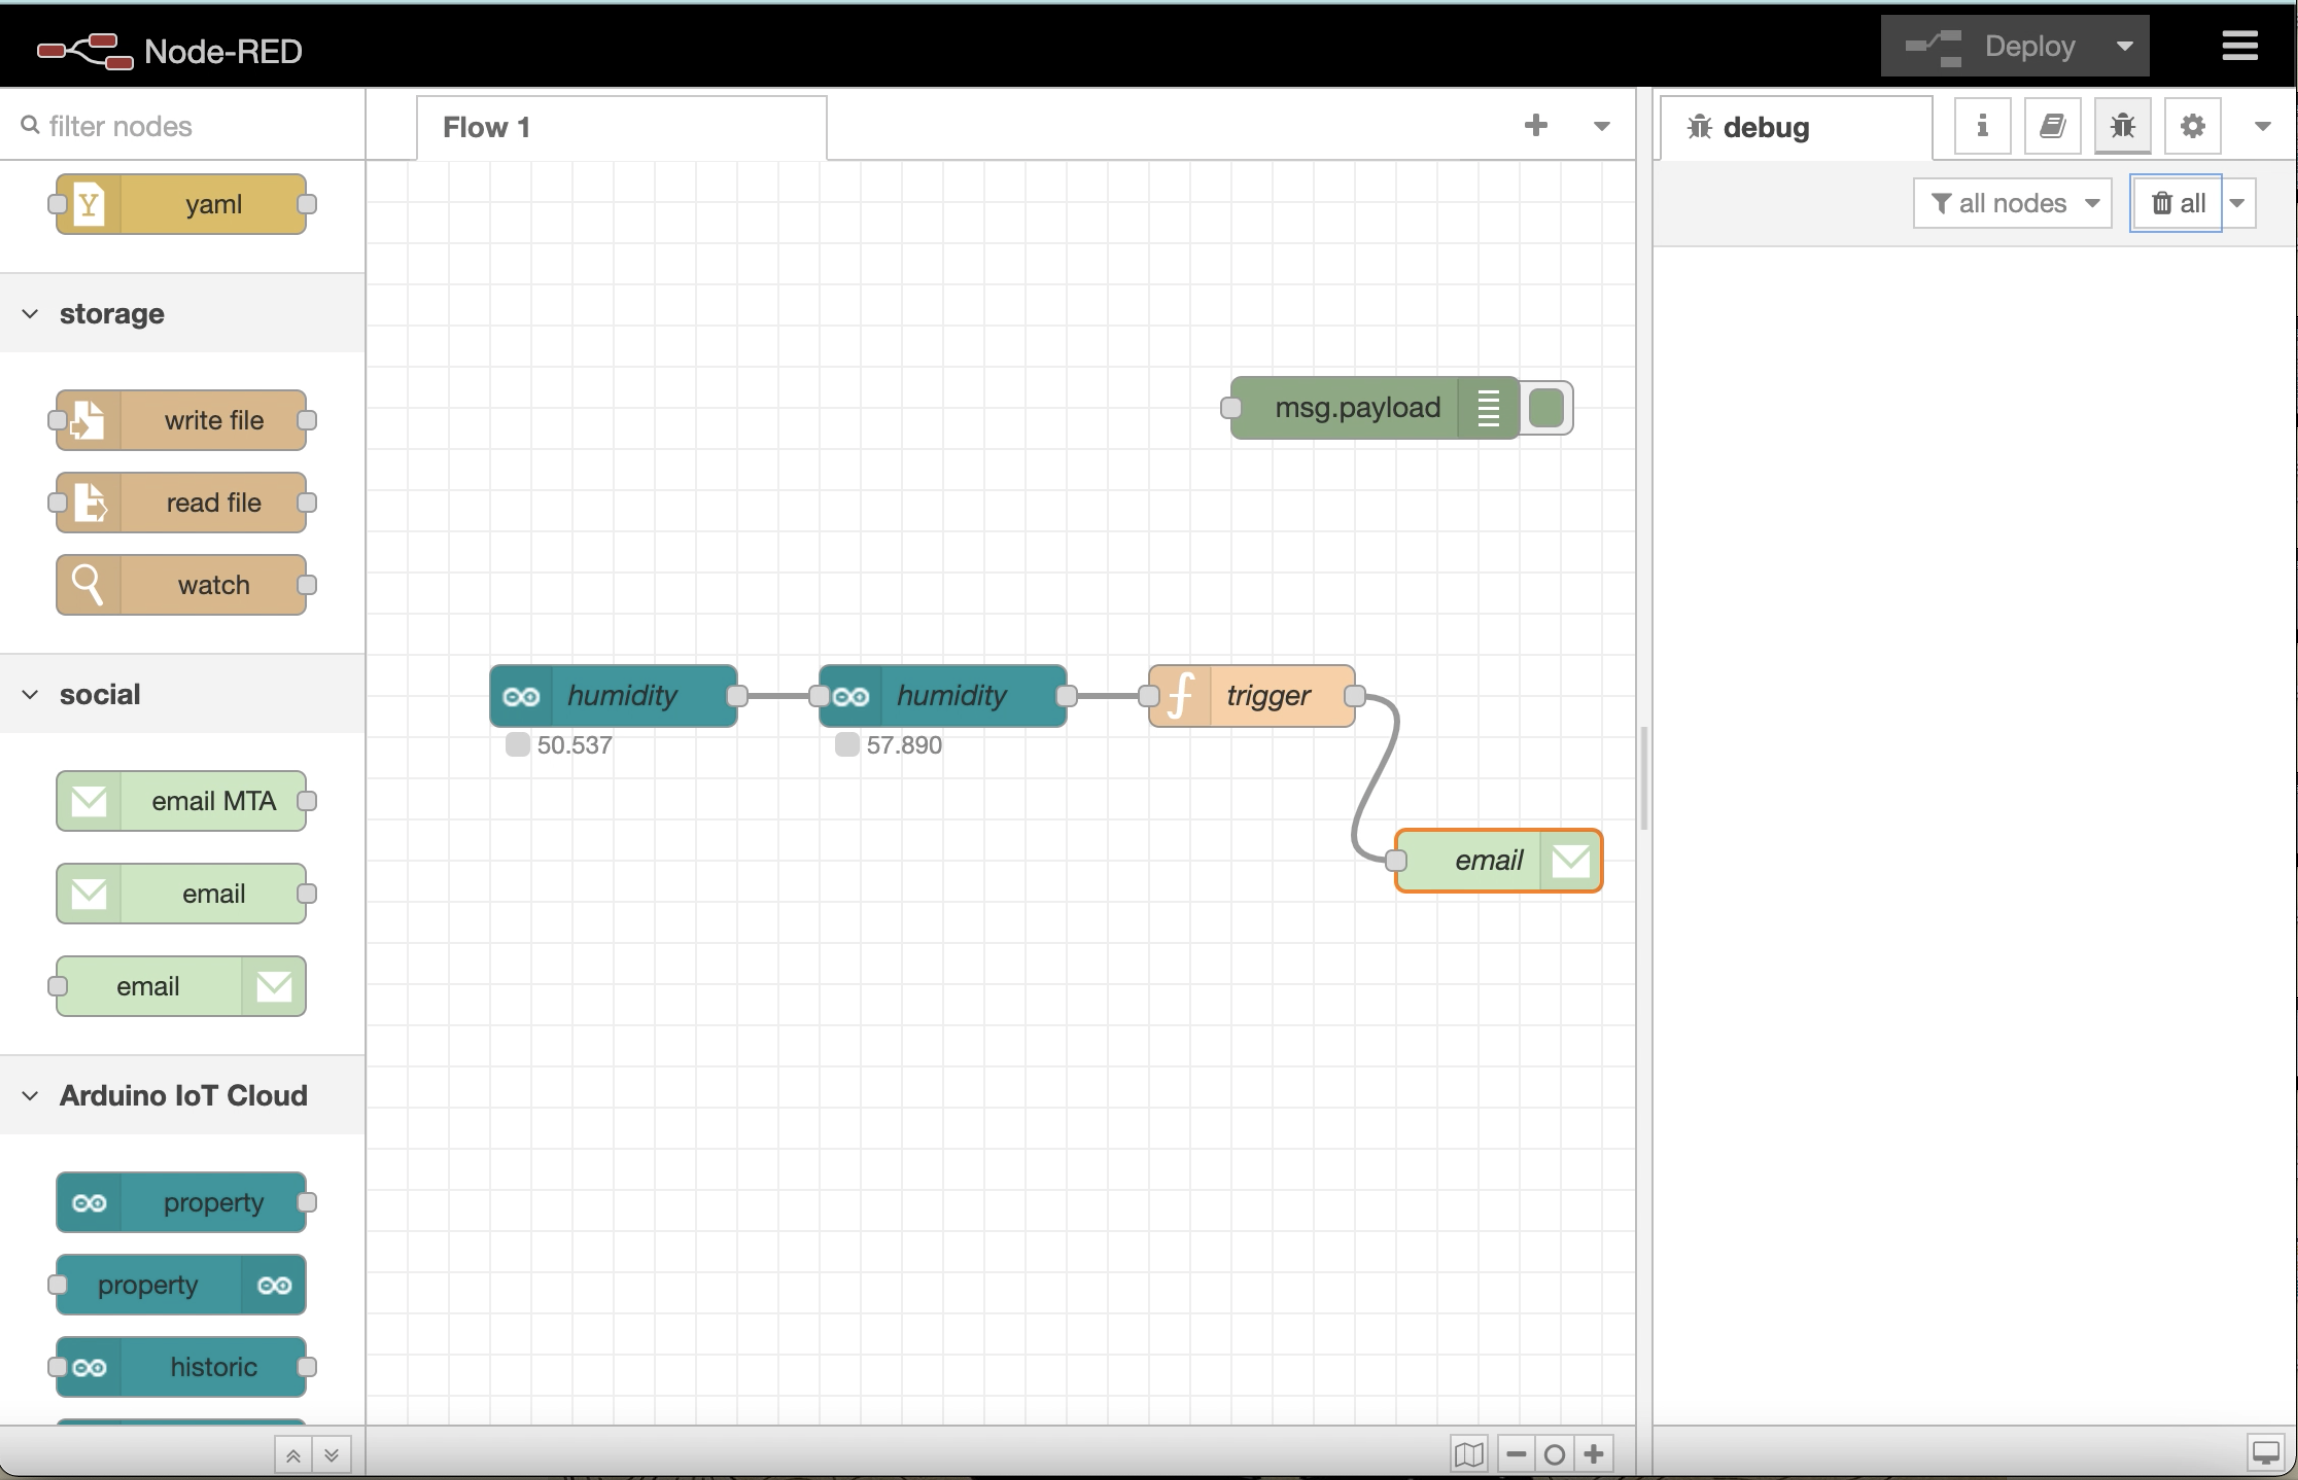 Node-RED
Deploy
filter nodes
Flow 1
debug
all nodes
all
yaml
storage
write file
read file
watch
social
email MTA
email
email
Arduino IoT Cloud
property
property
historic
msg.payload
humidity
50.537
humidity
57.890
trigger
email